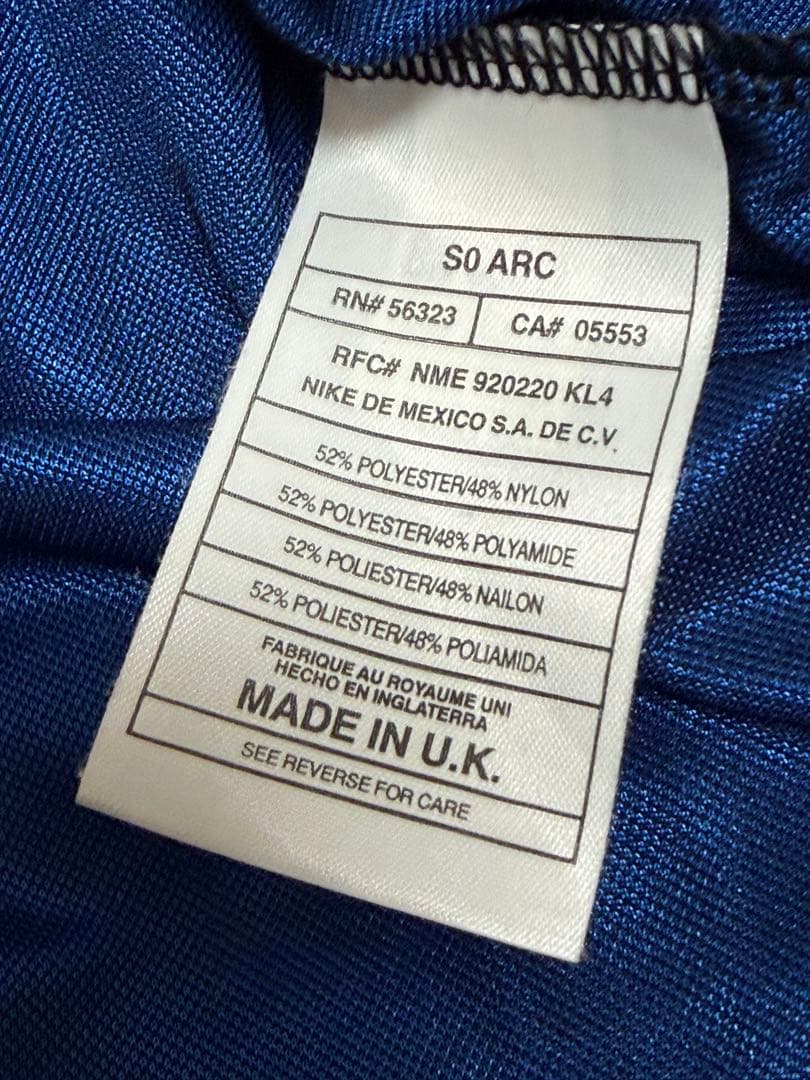 S0 ARC
RN# 56323 CA# 05553
RFC# NME 920220 KL4
NIKE DE MEXICO S.A. DE C.V.
52% POLYESTER/48% NYLON
52% POLYESTER/48% POLYAMIDE
52% POLIESTER/48% NAILON
52% POLIESTER/48% POLIAMIDA
FABRIQUE AU ROYAUME UNI
HECHO EN INGLATERRA
MADE IN U.K.
SEE REVERSE FOR CARE